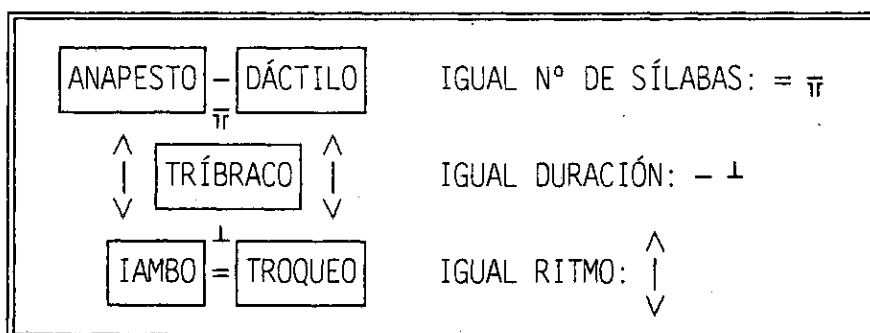 ANAPESTO – DÁCTILO IGUAL Nº DE SÍLABAS: = ╥
╥
TRÍBRACO IGUAL DURACIÓN: – ┴
┴
IAMBO = TROQUEO IGUAL RITMO: